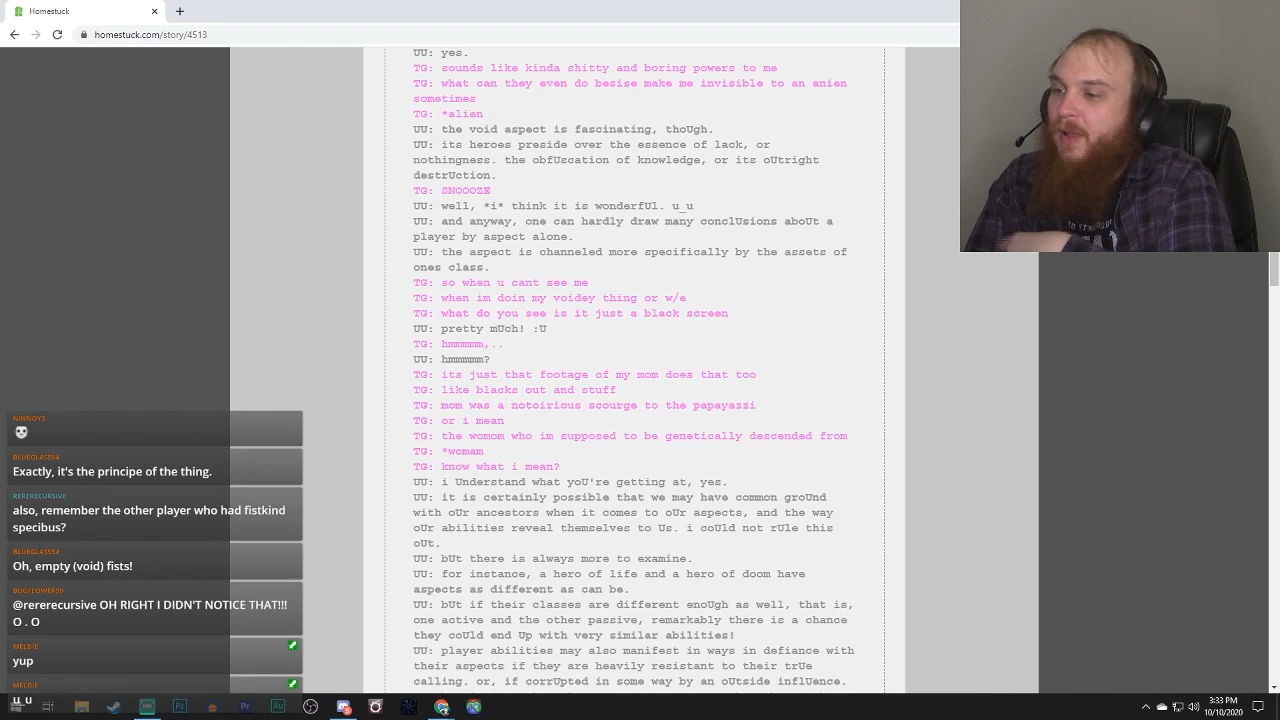 Homestuck
homestuck.com/story/4513
UU: yes.
TG: sounds like kinda shitty and boring powers to me
TG: what can they even do besise make me invisible to an anien
sometimes
TG: *alien
UU: the void aspect is fascinating, thoUgh.
UU: its heroes preside over the essence of lack, or
nothingness. the obfUscation of knowledge, or its oUtright
destrUction.
TG: SNOOOZE
UU: well, *i* think it is wonderfUl. u_u
UU: and anyway, one can hardly draw many conclUsions aboUt a
player by aspect alone.
UU: the aspect is channeled more specifically by the assets of
ones class.
TG: so when u cant see me
TG: when im doin my voidey thing or w/e
TG: what do you see is it just a black screen
UU: pretty mUch! :U
TG: hmmmmm,..
UU: hmmmmm?
TG: its just that footage of my mom does that too
TG: like blacks out and stuff
TG: mom was a notoirious scourge to the papayazzi
TG: or i mean
TG: the womom who im supposed to be genetically descended from
TG: *womam
TG: know what i mean?
UU: i Understand what yoU're getting at, yes.
UU: it is certainly possible that we may have common groUnd
with oUr ancestors when it comes to oUr aspects, and the way
oUr abilities reveal themselves to Us. i coUld not rUle this
oUt.
UU: bUt there is always more to examine.
UU: for instance, a hero of life and a hero of doom have
aspects as different as can be.
UU: bUt if their classes are different enoUgh as well, that is,
one active and the other passive, remarkably there is a chance
they coUld end Up with very similar abilities!
UU: player abilities may also manifest in ways in defiance with
their aspects if they are heavily resistant to their trUe
calling. or, if corrUpted in some way by an oUtside inflUence.
NINNOYS
BLUEGLASS54
Exactly, it's the principe of the thing.
RERERECURSIVE
also, remember the other player who had fistkind
specibus?
BLUEGLASS54
Oh, empty (void) fists!
BUGFLOWER99
@rererecursive OH RIGHT I DIDN'T NOTICE THAT!!!
O . O
MELDIE
yup
MELDIE
u_u
3:33 PM
10/10/2020